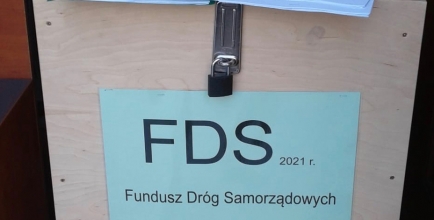 FDS 2021 r.
Fundusz Dróg Samorządowych